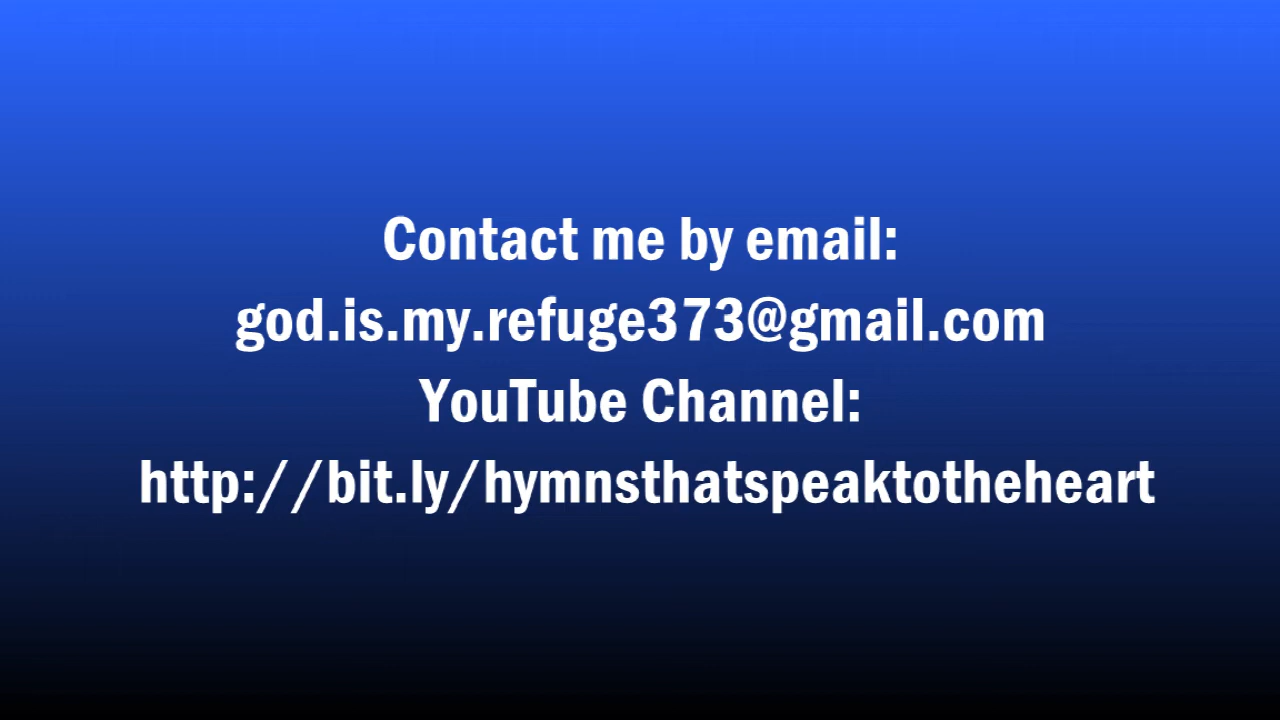 Contact me by email:
god.is.my.refuge373@gmail.com
YouTube Channel:
http://bit.ly/hymnsthatspeaktotheheart